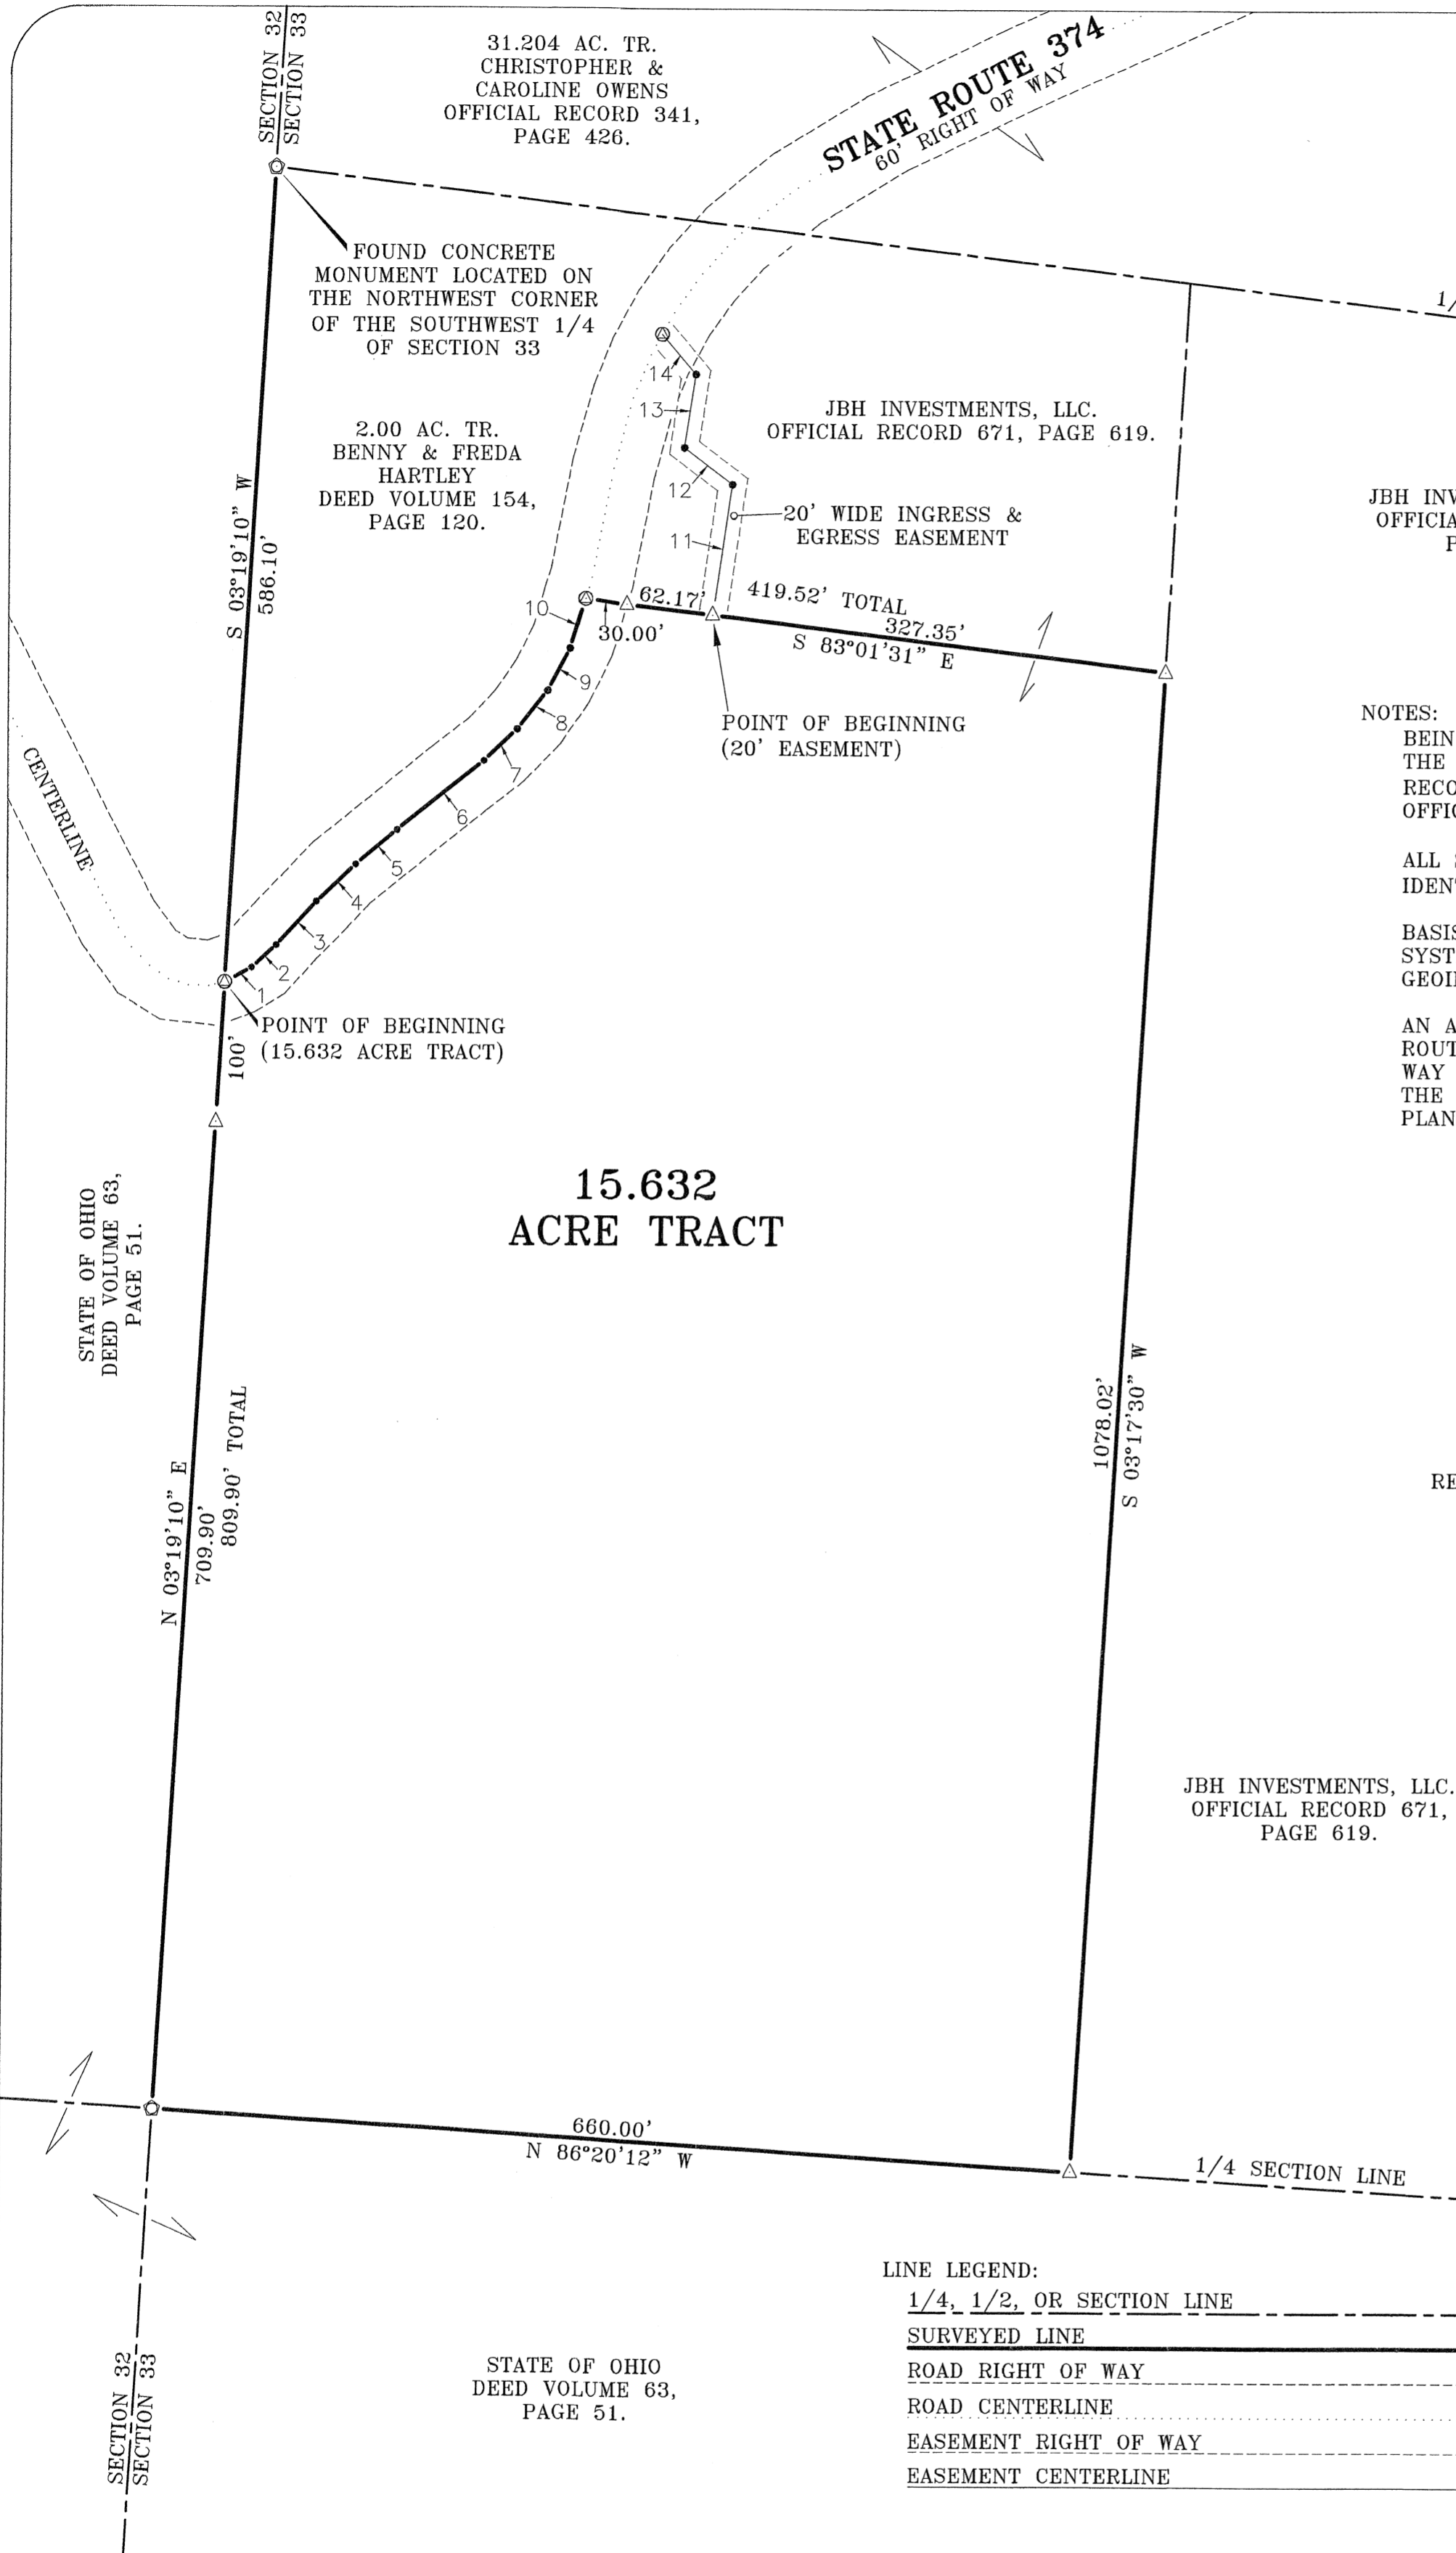 SECTION 32
SECTION 33
31.204 AC. TR.
CHRISTOPHER &
CAROLINE OWENS
OFFICIAL RECORD 341,
PAGE 426.
STATE ROUTE 374
60' RIGHT OF WAY
FOUND CONCRETE
MONUMENT LOCATED ON
THE NORTHWEST CORNER
OF THE SOUTHWEST 1/4
OF SECTION 33
1/
14
13
12
11
JBH INVESTMENTS, LLC.
OFFICIAL RECORD 671, PAGE 619.
2.00 AC. TR.
BENNY & FREDA
HARTLEY
DEED VOLUME 154,
PAGE 120.
S 03°19'10" W
586.10'
20' WIDE INGRESS &
EGRESS EASEMENT
JBH INV
OFFICIA
P
10
30.00'
62.17'
419.52' TOTAL
327.35'
S 83°01'31" E
9
8
7
6
5
4
3
2
1
POINT OF BEGINNING
(20' EASEMENT)
NOTES:
BEIN
THE
RECO
OFFIC
ALL S
IDENT
BASIS
SYST
GEOI
AN A
ROUT
WAY
THE
PLAN
CENTERLINE
POINT OF BEGINNING
(15.632 ACRE TRACT)
100'
15.632
ACRE TRACT
STATE OF OHIO
DEED VOLUME 63,
PAGE 51.
N 03°19'10" E
709.90'
809.90' TOTAL
1078.02'
S 03°17'30" W
RE
JBH INVESTMENTS, LLC.
OFFICIAL RECORD 671,
PAGE 619.
660.00'
N 86°20'12" W
1/4 SECTION LINE
SECTION 32
SECTION 33
STATE OF OHIO
DEED VOLUME 63,
PAGE 51.
LINE LEGEND:
1/4, 1/2, OR SECTION LINE
SURVEYED LINE
ROAD RIGHT OF WAY
ROAD CENTERLINE
EASEMENT RIGHT OF WAY
EASEMENT CENTERLINE